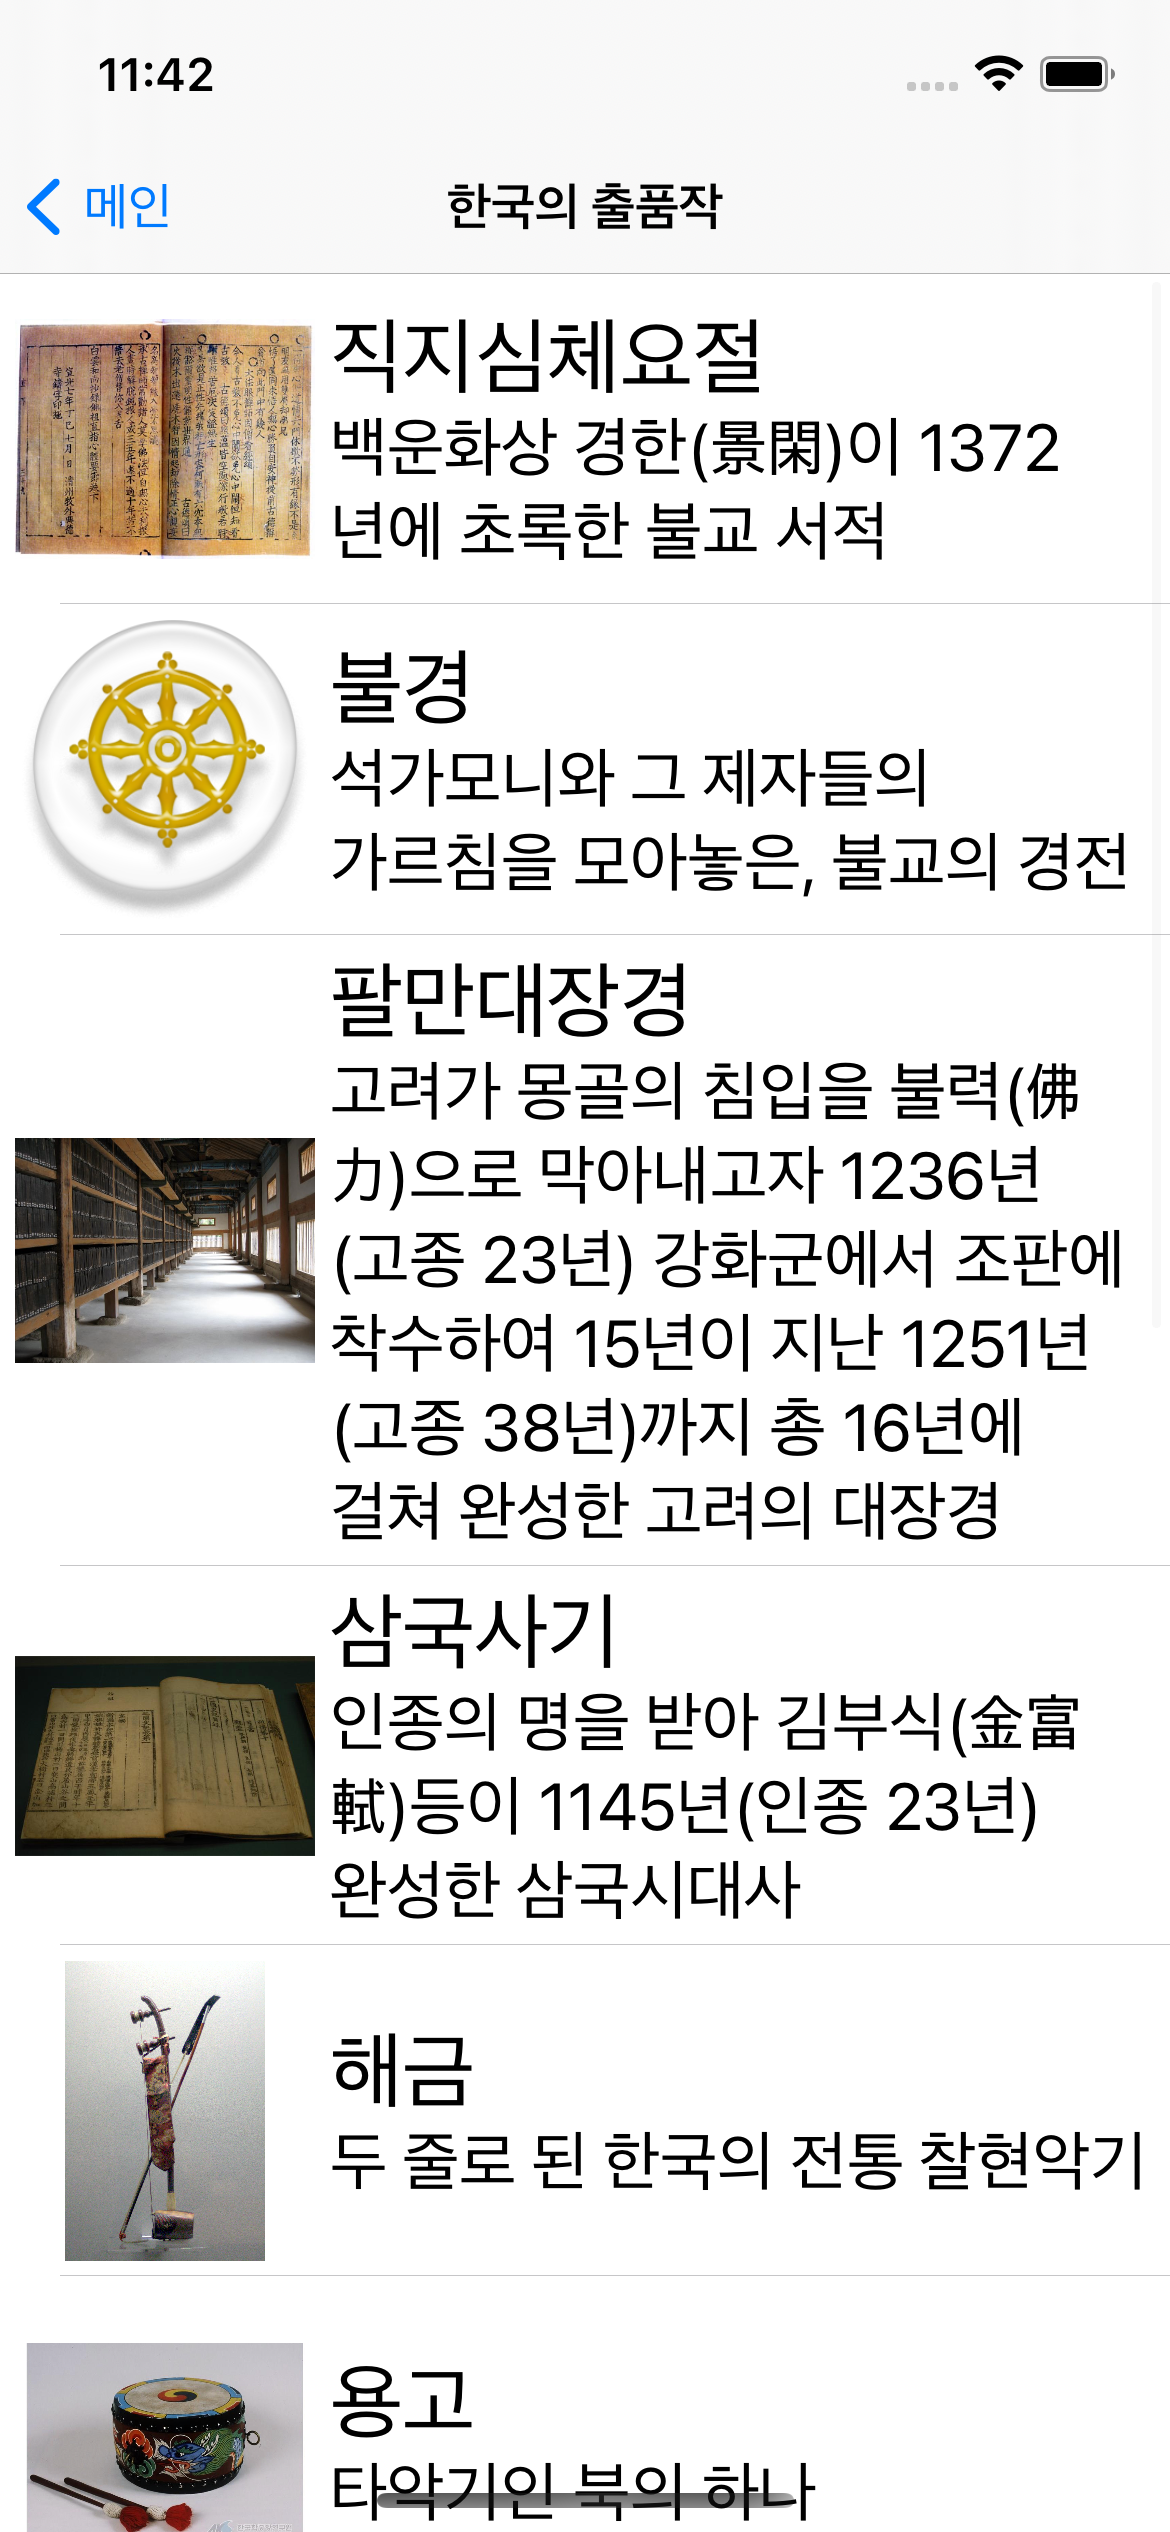 11:42
메인
한국의 출품작
직지심체요절
백운화상 경한(景閑)이 1372
년에 초록한 불교 서적
불경
석가모니와 그 제자들의
가르침을 모아놓은, 불교의 경전
팔만대장경
고려가 몽골의 침입을 불력(佛
力)으로 막아내고자 1236년
(고종 23년) 강화군에서 조판에
착수하여 15년이 지난 1251년
(고종 38년)까지 총 16년에
걸쳐 완성한 고려의 대장경
삼국사기
인종의 명을 받아 김부식(金富
軾)등이 1145년(인종 23년)
완성한 삼국시대사
해금
두 줄로 된 한국의 전통 찰현악기
용고
타악기인 북의 하나